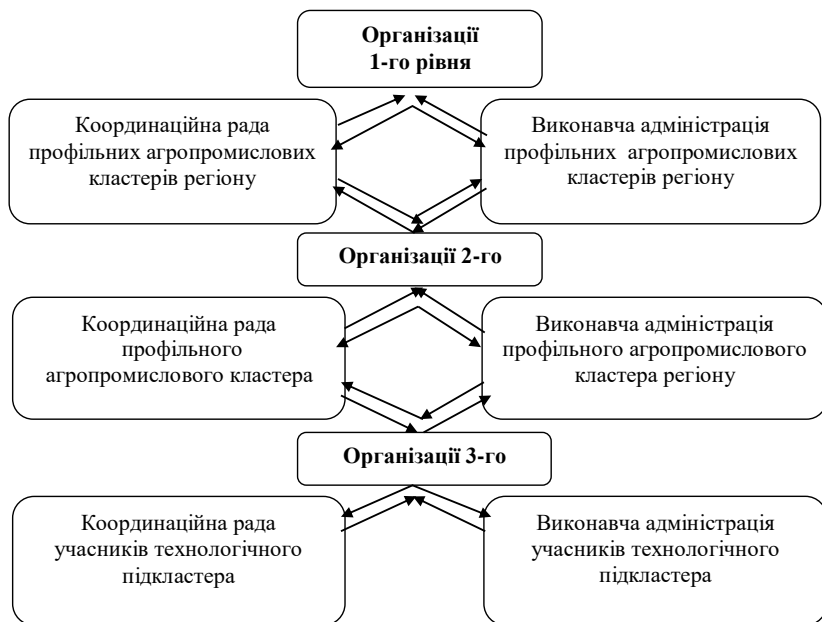 Організації
1-го рівня
Координаційна рада
профільних агропромислових
кластерів регіону
Виконавча адміністрація
профільних агропромислових
кластерів регіону
Організації 2-го
Координаційна рада
профільного
агропромислового кластера
Виконавча адміністрація
профільного агропромислового
кластера регіону
Організації 3-го
Координаційна рада
учасників технологічного
підкластера
Виконавча адміністрація
учасників технологічного
підкластера